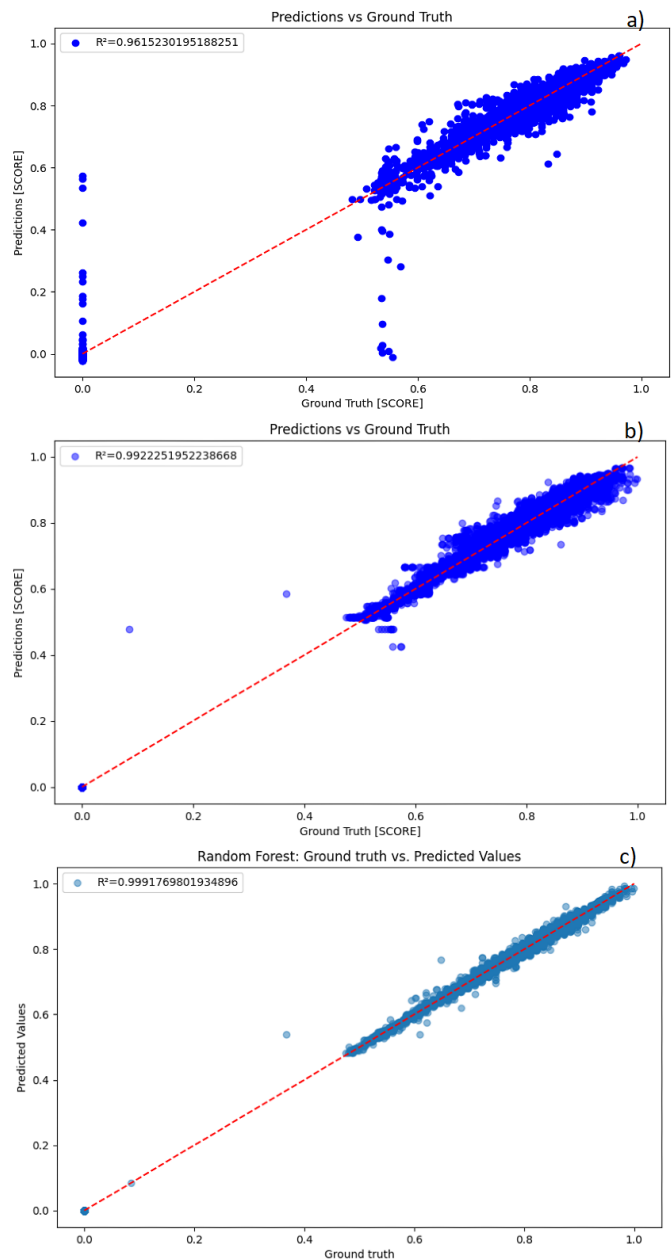 Predictions vs Ground Truth
a)
R²=0.9615230195188251
1.0
0.8
0.6
0.4
0.2
0.0
Predictions [SCORE]
0.0 0.2 0.4 0.6 0.8 1.0
Ground Truth [SCORE]
Predictions vs Ground Truth
b)
R²=0.9922251952238668
1.0
0.8
0.6
0.4
0.2
0.0
Predictions [SCORE]
0.0 0.2 0.4 0.6 0.8 1.0
Ground Truth [SCORE]
Random Forest: Ground truth vs. Predicted Values
c)
R²=0.9991769801934896
1.0
0.8
0.6
0.4
0.2
0.0
Predicted Values
0.0 0.2 0.4 0.6 0.8 1.0
Ground truth